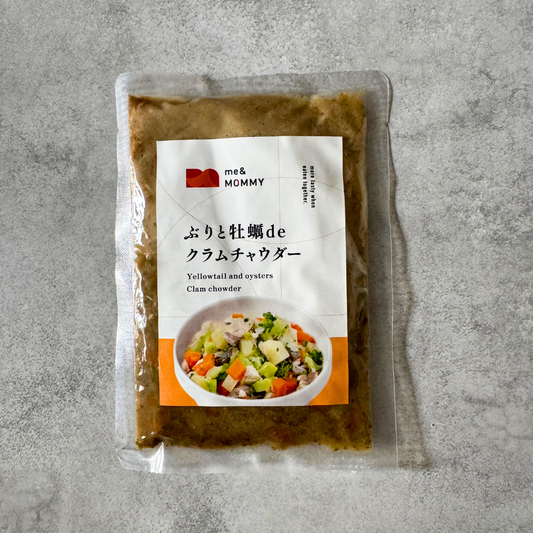 me&
MOMMY
more tasty when
eaten together.
ぶりと牡蠣de
クラムチャウダー
Yellowtail and oysters
Clam chowder